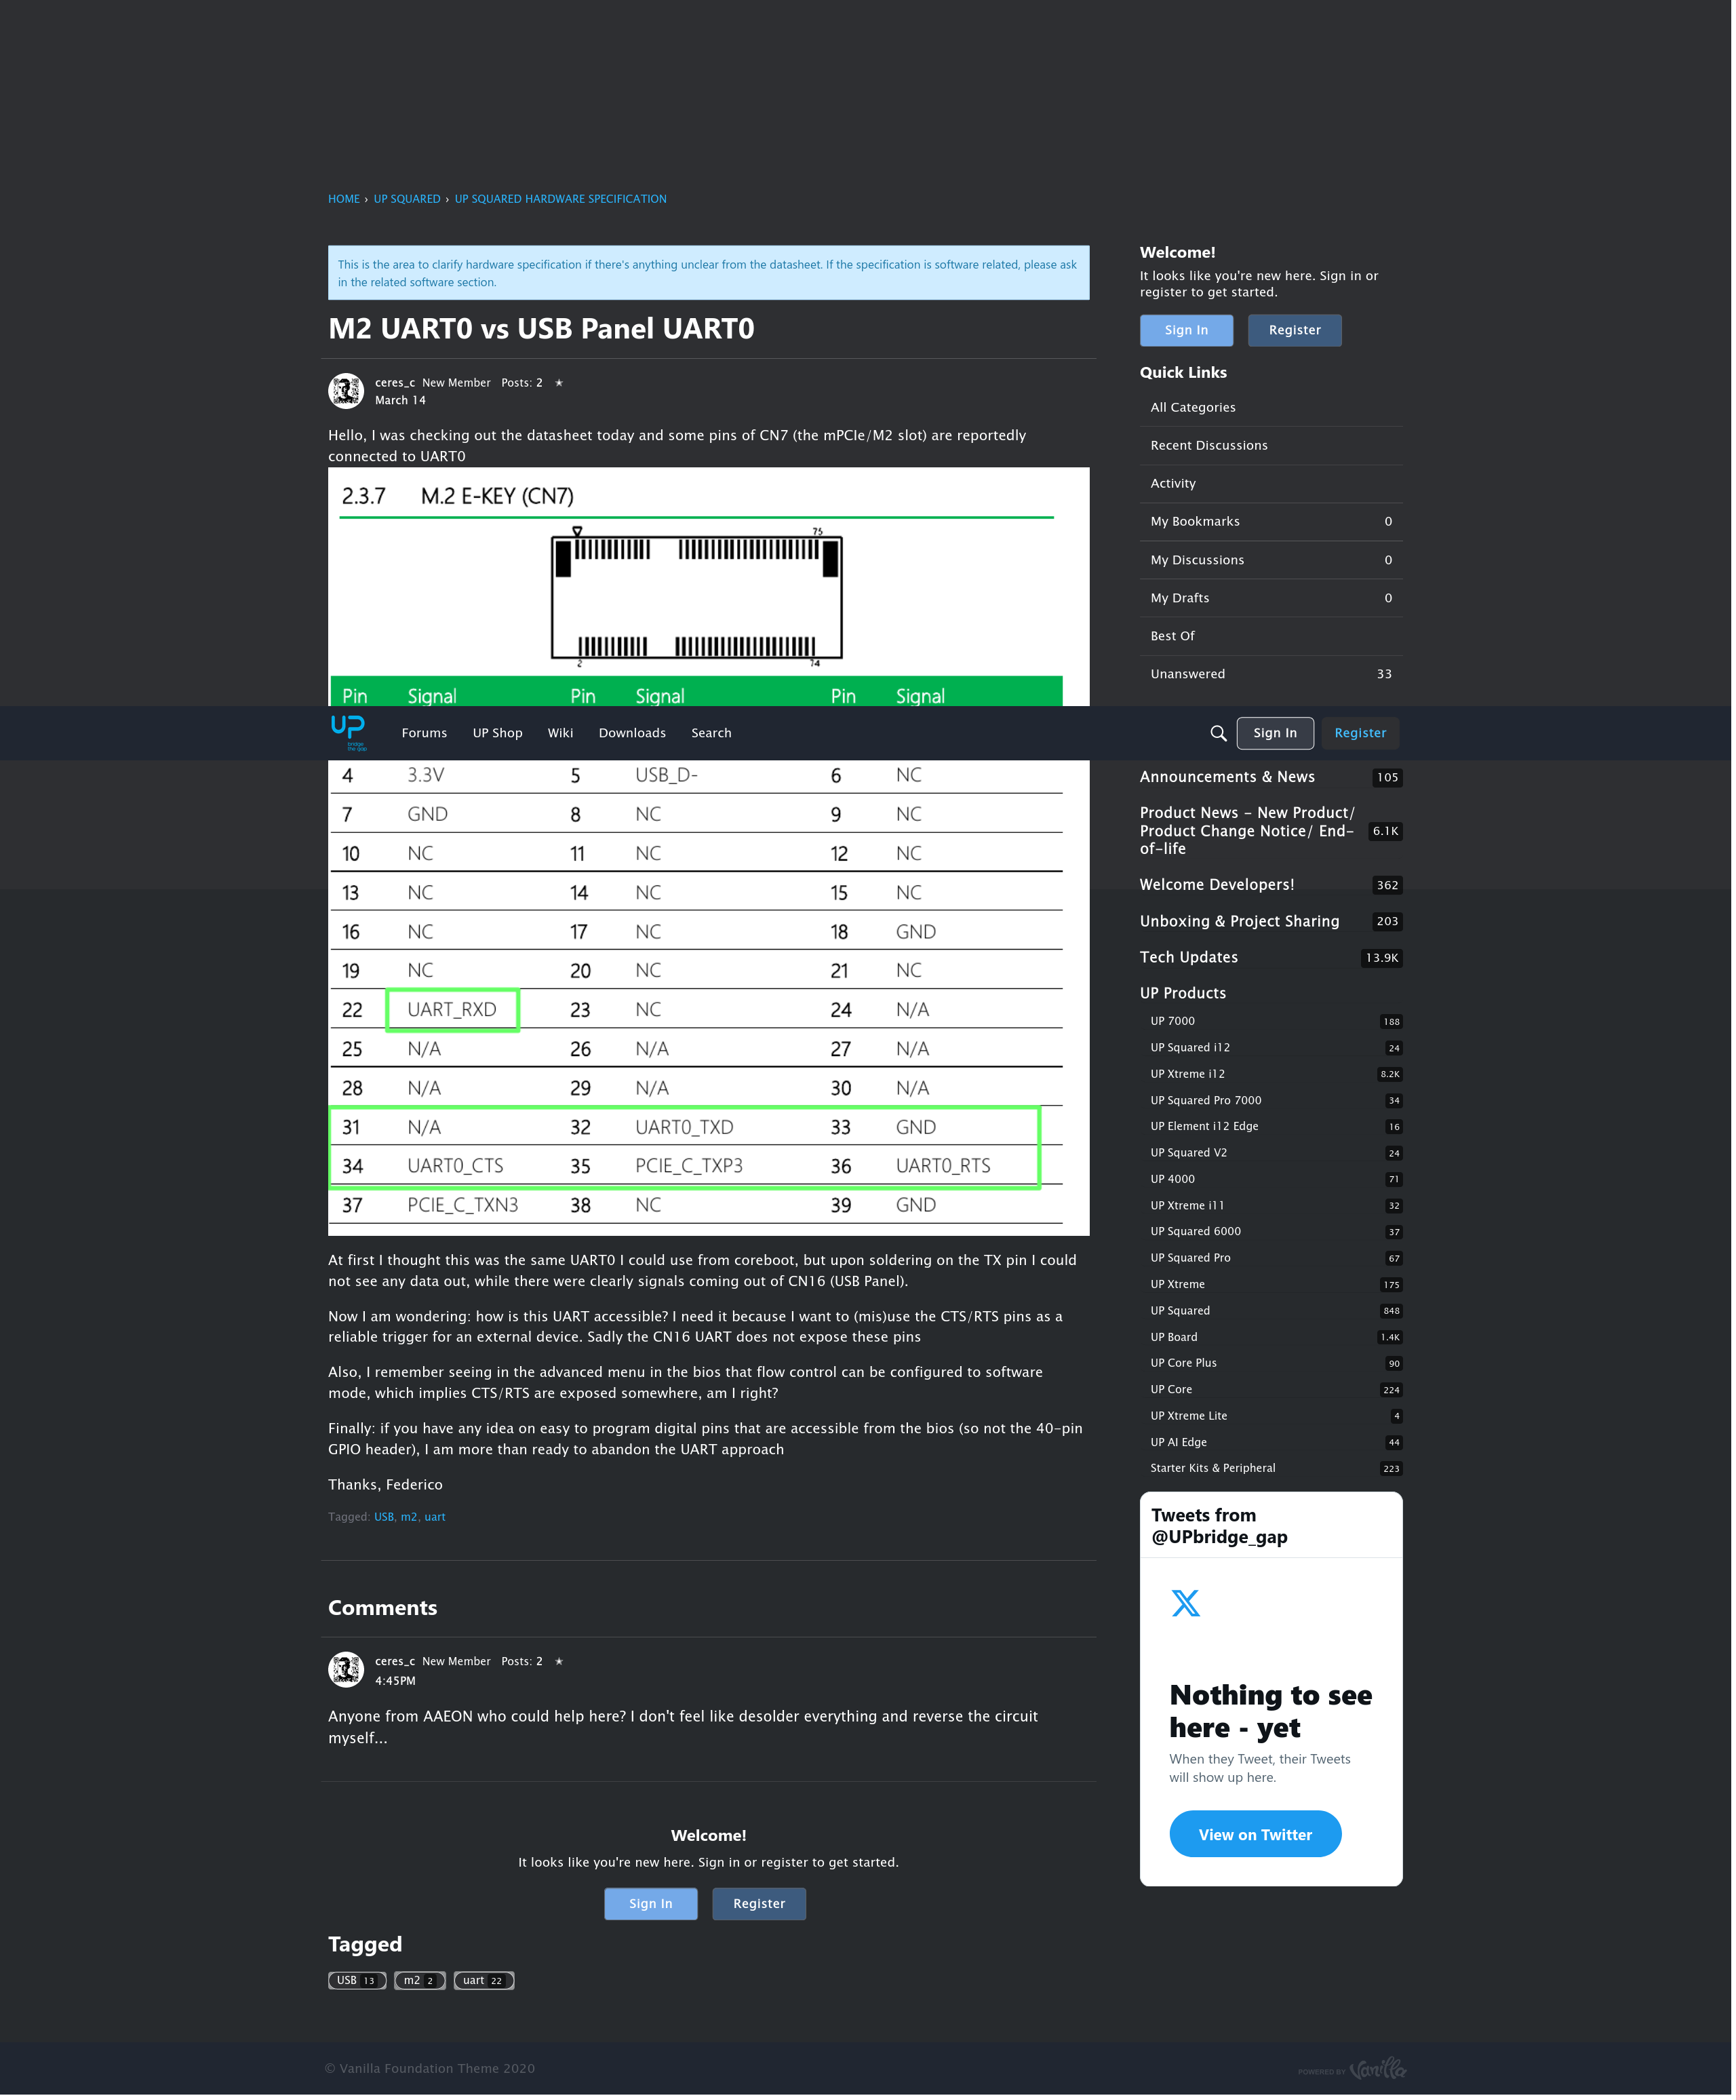 HOME › UP SQUARED › UP SQUARED HARDWARE SPECIFICATION
This is the area to clarify hardware specification if there's anything unclear from the datasheet. If the specification is software related, please ask
in the related software section.
M2 UART0 vs USB Panel UART0
ceres_c New Member Posts: 2 ★
March 14
Hello, I was checking out the datasheet today and some pins of CN7 (the mPCIe/M2 slot) are reportedly
connected to UART0
2.3.7 M.2 E-KEY (CN7)
75
2 74
Pin Signal Pin Signal Pin Signal
UP bridge the gap Forums UP Shop Wiki Downloads Search Sign In Register
4 3.3V 5 USB_D- 6 NC
7 GND 8 NC 9 NC
10 NC 11 NC 12 NC
13 NC 14 NC 15 NC
16 NC 17 NC 18 GND
19 NC 20 NC 21 NC
22 UART_RXD 23 NC 24 N/A
25 N/A 26 N/A 27 N/A
28 N/A 29 N/A 30 N/A
31 N/A 32 UART0_TXD 33 GND
34 UART0_CTS 35 PCIE_C_TXP3 36 UART0_RTS
37 PCIE_C_TXN3 38 NC 39 GND
At first I thought this was the same UART0 I could use from coreboot, but upon soldering on the TX pin I could
not see any data out, while there were clearly signals coming out of CN16 (USB Panel).
Now I am wondering: how is this UART accessible? I need it because I want to (mis)use the CTS/RTS pins as a
reliable trigger for an external device. Sadly the CN16 UART does not expose these pins
Also, I remember seeing in the advanced menu in the bios that flow control can be configured to software
mode, which implies CTS/RTS are exposed somewhere, am I right?
Finally: if you have any idea on easy to program digital pins that are accessible from the bios (so not the 40-pin
GPIO header), I am more than ready to abandon the UART approach
Thanks, Federico
Tagged: USB, m2, uart
Comments
ceres_c New Member Posts: 2 ★
4:45PM
Anyone from AAEON who could help here? I don't feel like desolder everything and reverse the circuit
myself...
Welcome!
It looks like you're new here. Sign in or register to get started.
Sign In Register
Tagged
USB 13 m2 2 uart 22
Welcome!
It looks like you're new here. Sign in or
register to get started.
Sign In Register
Quick Links
All Categories
Recent Discussions
Activity
My Bookmarks 0
My Discussions 0
My Drafts 0
Best Of
Unanswered 33
Announcements & News 105
Product News - New Product/
Product Change Notice/ End- 6.1K
of-life
Welcome Developers! 362
Unboxing & Project Sharing 203
Tech Updates 13.9K
UP Products
UP 7000 188
UP Squared i12 24
UP Xtreme i12 8.2K
UP Squared Pro 7000 34
UP Element i12 Edge 16
UP Squared V2 24
UP 4000 71
UP Xtreme i11 32
UP Squared 6000 37
UP Squared Pro 67
UP Xtreme 175
UP Squared 848
UP Board 1.4K
UP Core Plus 90
UP Core 224
UP Xtreme Lite 4
UP AI Edge 44
Starter Kits & Peripheral 223
Tweets from
@UPbridge_gap
Nothing to see
here - yet
When they Tweet, their Tweets
will show up here.
View on Twitter
© Vanilla Foundation Theme 2020
POWERED BY Vanilla